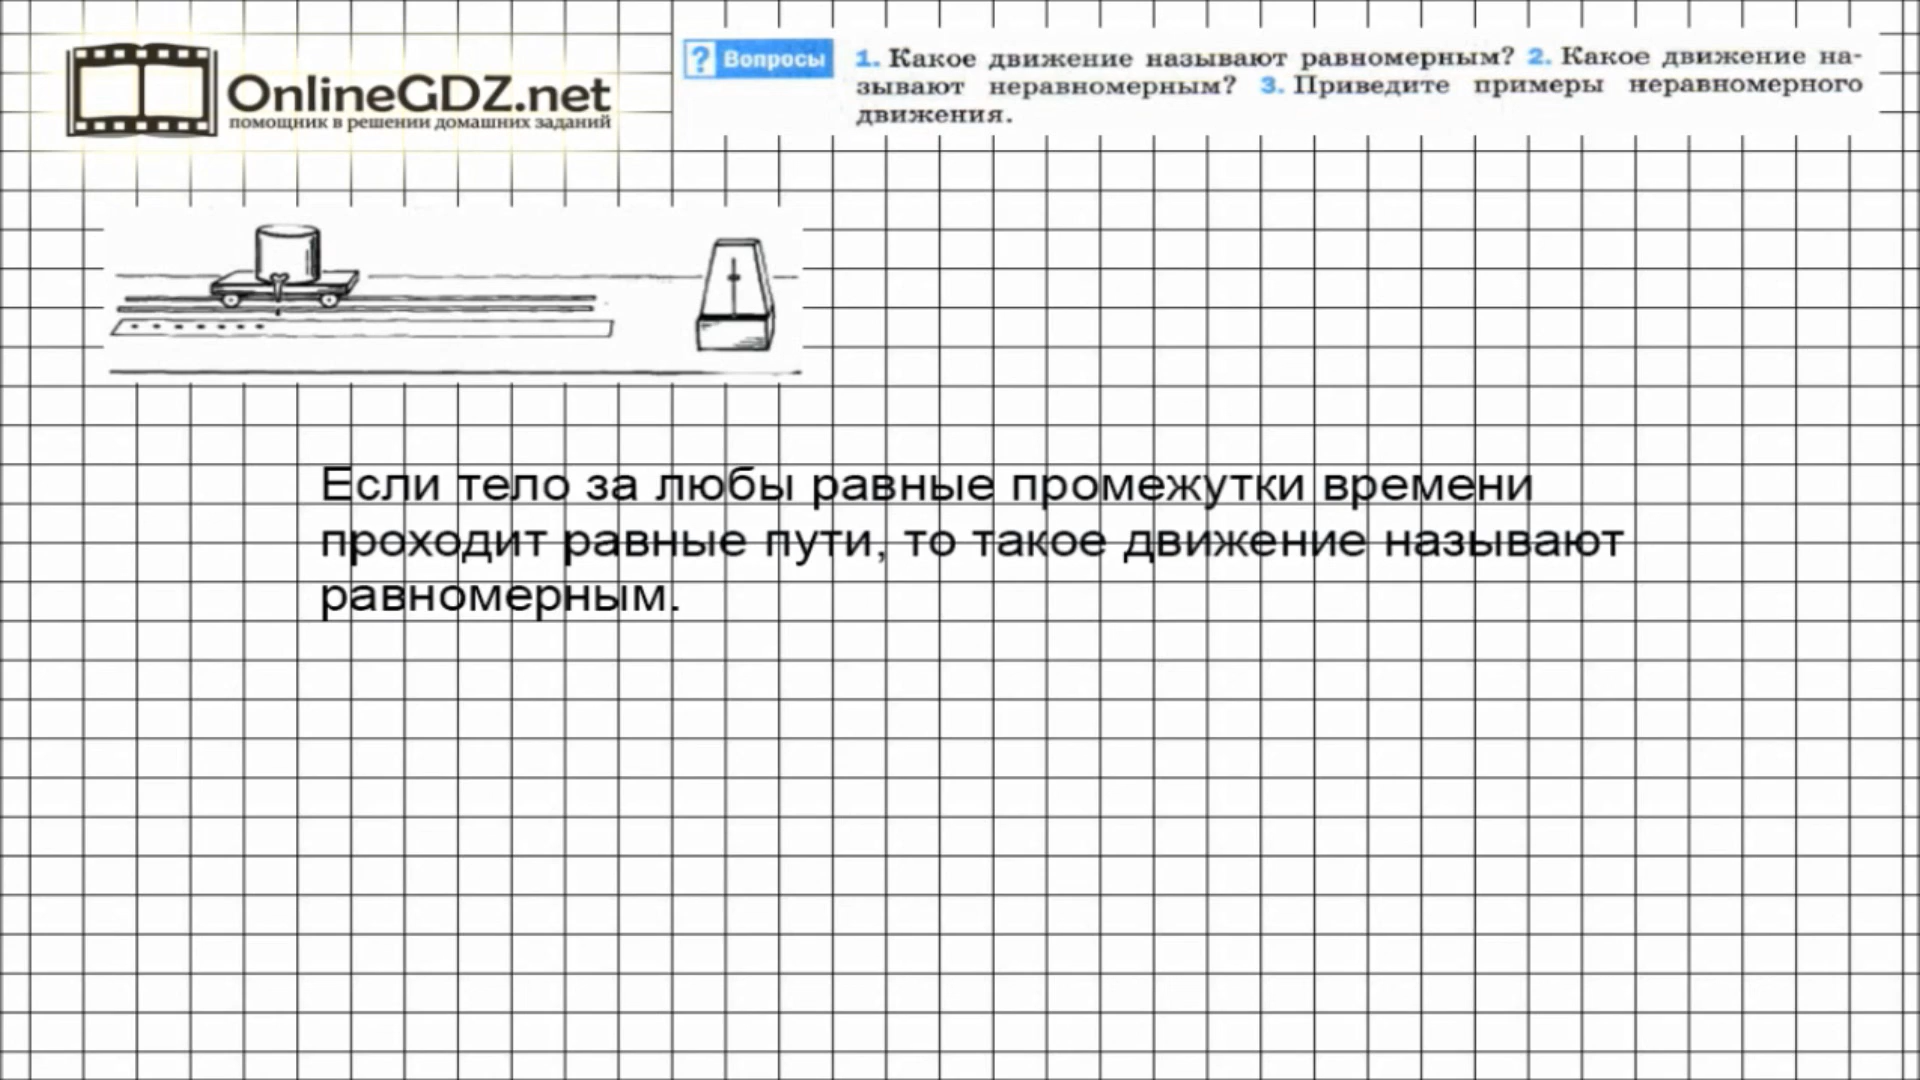 OnlineGDZ.net
помощник в решении домашних заданий
? Вопросы
1. Какое движение называют равномерным? 2. Какое движение на-
зывают неравномерным? 3. Приведите примеры неравномерного
движения.
Если тело за любы равные промежутки времени
проходит равные пути, то такое движение называют
равномерным.